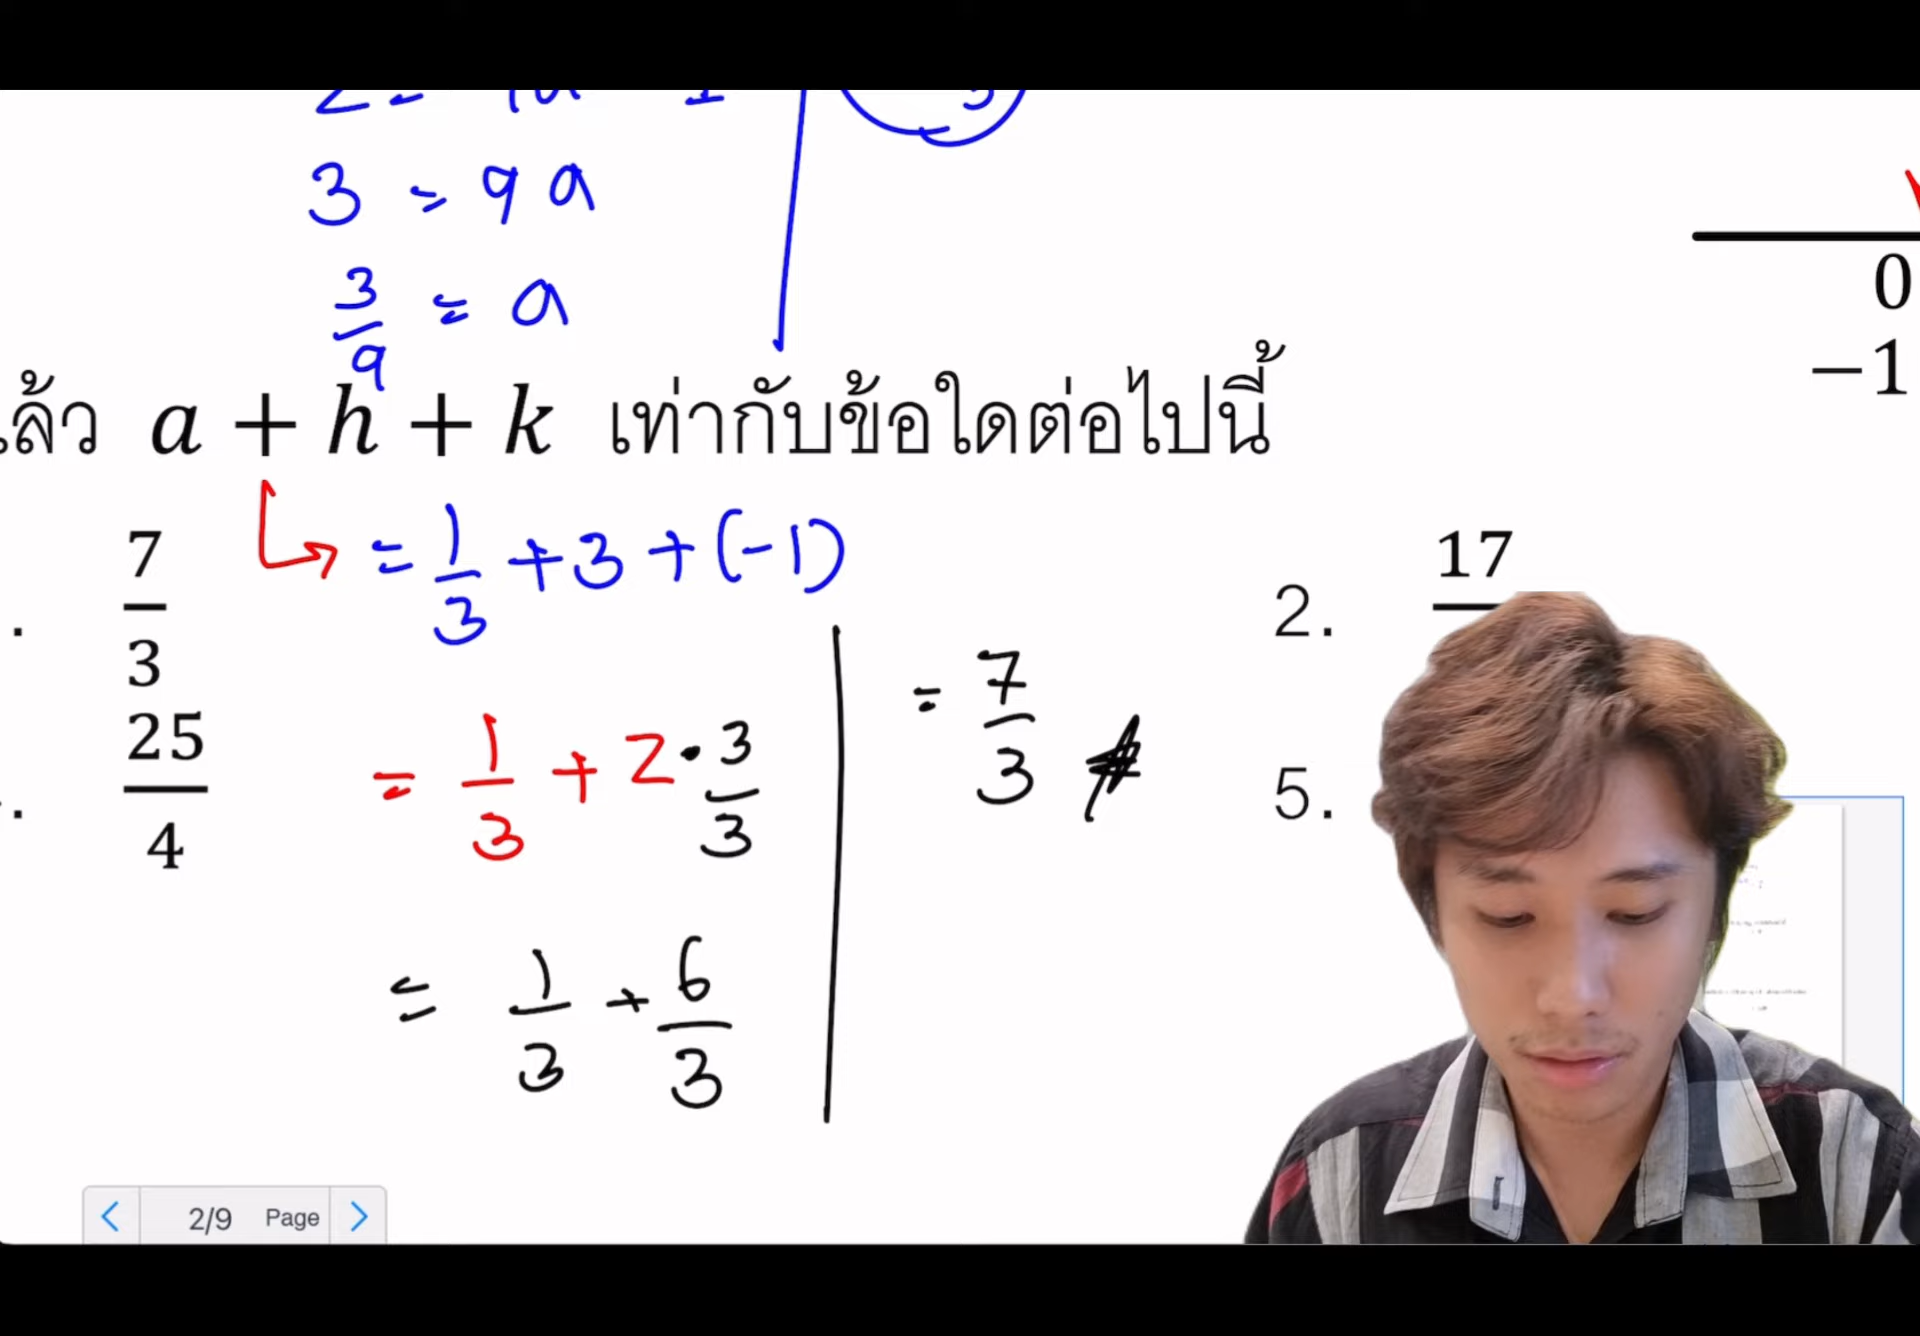 3 = 9a
3/9 = a
0
-1
ล้ว a + h + k เท่ากับข้อใดต่อไปนี้
= 1/3 + 3 + (-1)
. 7/3
2. 17
= 1/3 + 2 · 3/3
= 7/3
. 25/4
5.
= 1/3 + 6/3
2/9 Page